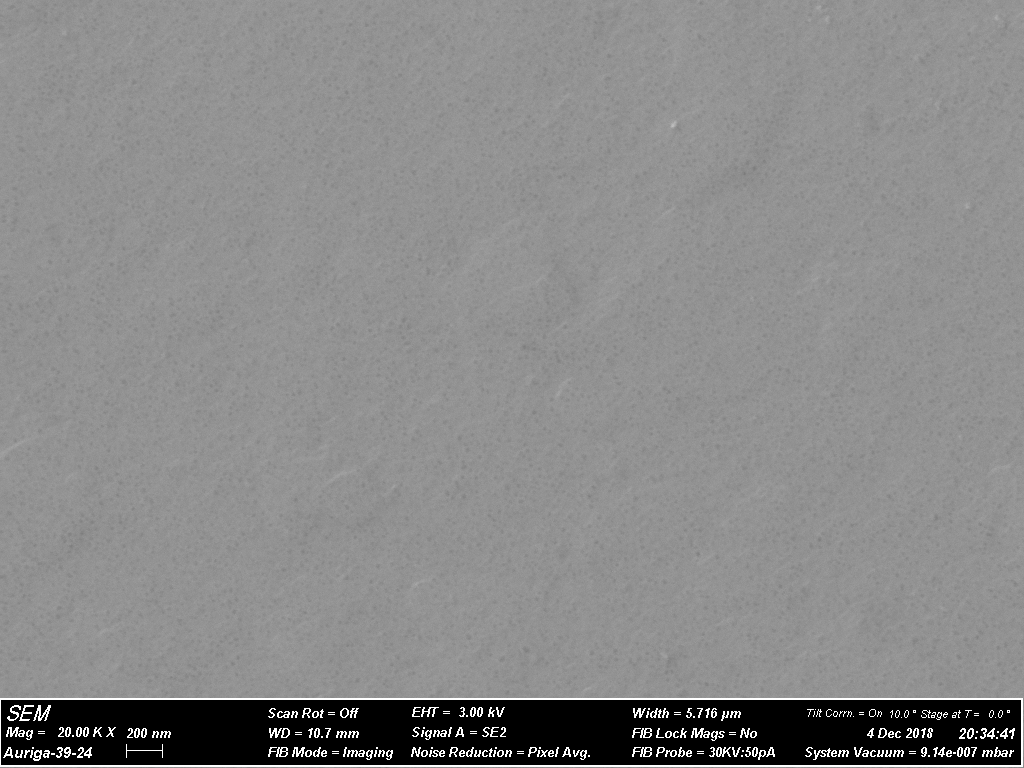 SEM
Mag = 20.00 K X 200 nm
Auriga-39-24
Scan Rot = Off
WD = 10.7 mm
FIB Mode = Imaging
EHT = 3.00 kV
Signal A = SE2
Noise Reduction = Pixel Avg.
Width = 5.716 µm
FIB Lock Mags = No
FIB Probe = 30KV:50pA
Tilt Corrn. = On 10.0 ° Stage at T = 0.0 °
4 Dec 2018 20:34:41
System Vacuum = 9.14e-007 mbar